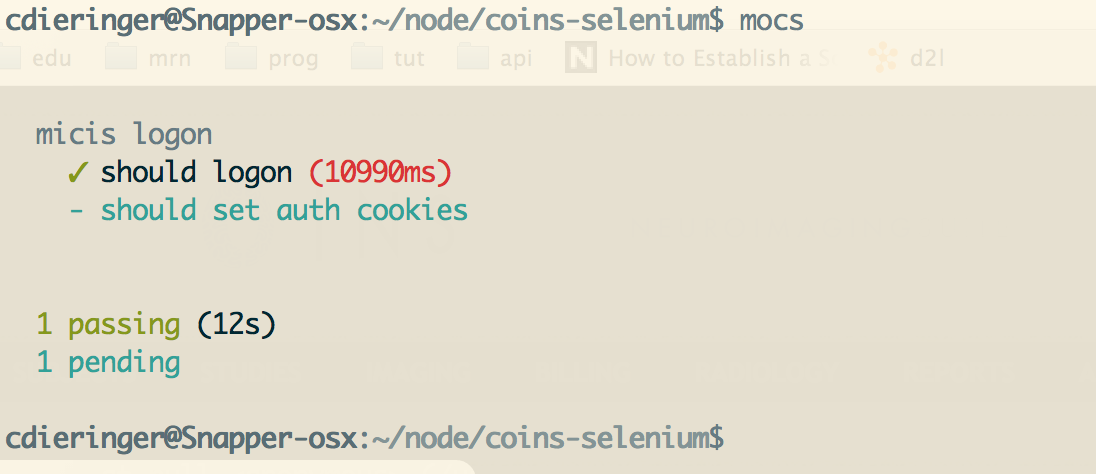 cdieringer@Snapper-osx:~/node/coins-selenium$ mocs
edu mrn prog tut api N How to Establish a S d2l
micis logon
✓ should logon (10990ms)
- should set auth cookies
1 passing (12s)
1 pending
cdieringer@Snapper-osx:~/node/coins-selenium$